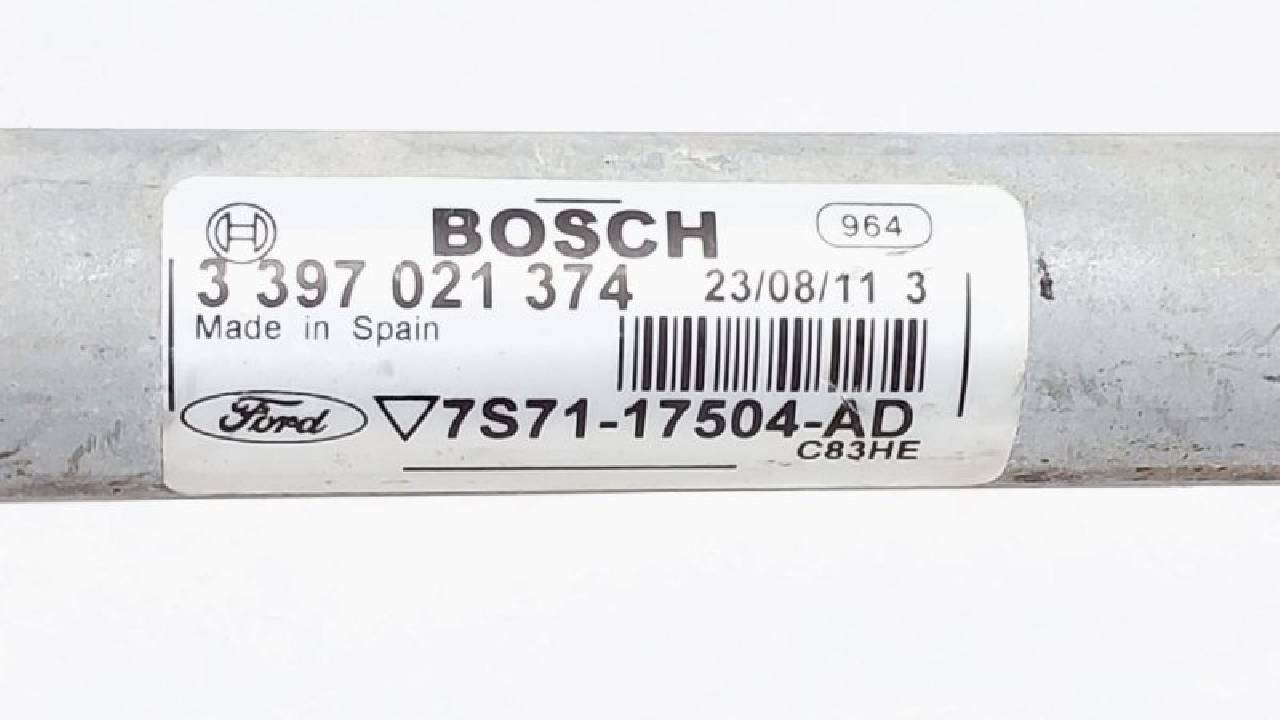 BOSCH 964
3 397 021 374 23/08/11 3
Made in Spain
Ford 7S71-17504-AD
C83HE